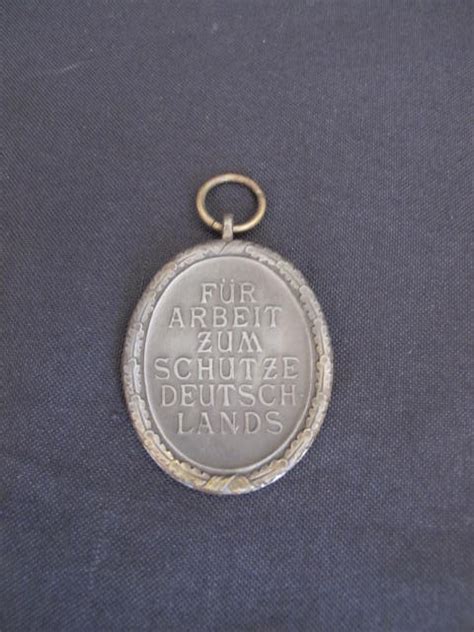 FÜR
ARBEIT
ZUM
SCHUTZE
DEUTSCH
LANDS